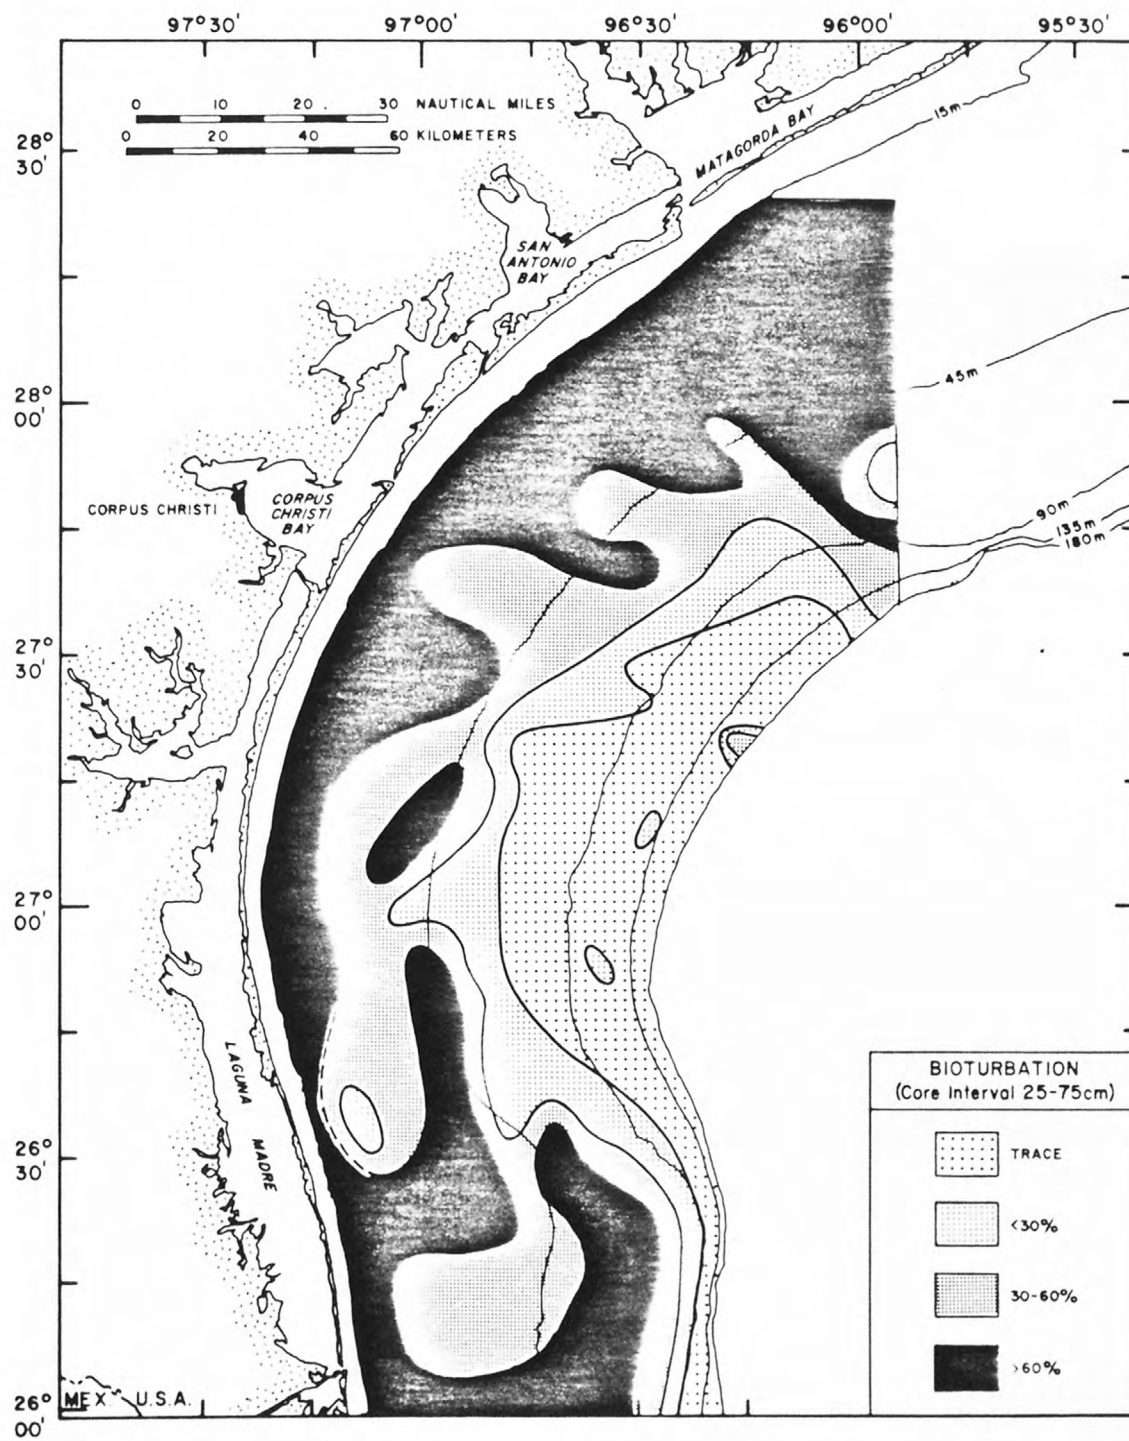 97°30'
97°00'
96°30'
96°00'
95°30'
0 10 20 30 NAUTICAL MILES
0 20 40 60 KILOMETERS
28°
30'
MATAGORDA BAY
15m
SAN
ANTONIO
BAY
45m
28°
00'
CORPUS CHRISTI
CORPUS
CHRISTI
BAY
90m
135m
180m
27°
30'
27°
00'
LAGUNA MADRE
26°
30'
BIOTURBATION
(Core Interval 25-75cm)
TRACE
<30%
30-60%
>60%
MEX. U.S.A.
26°
00'